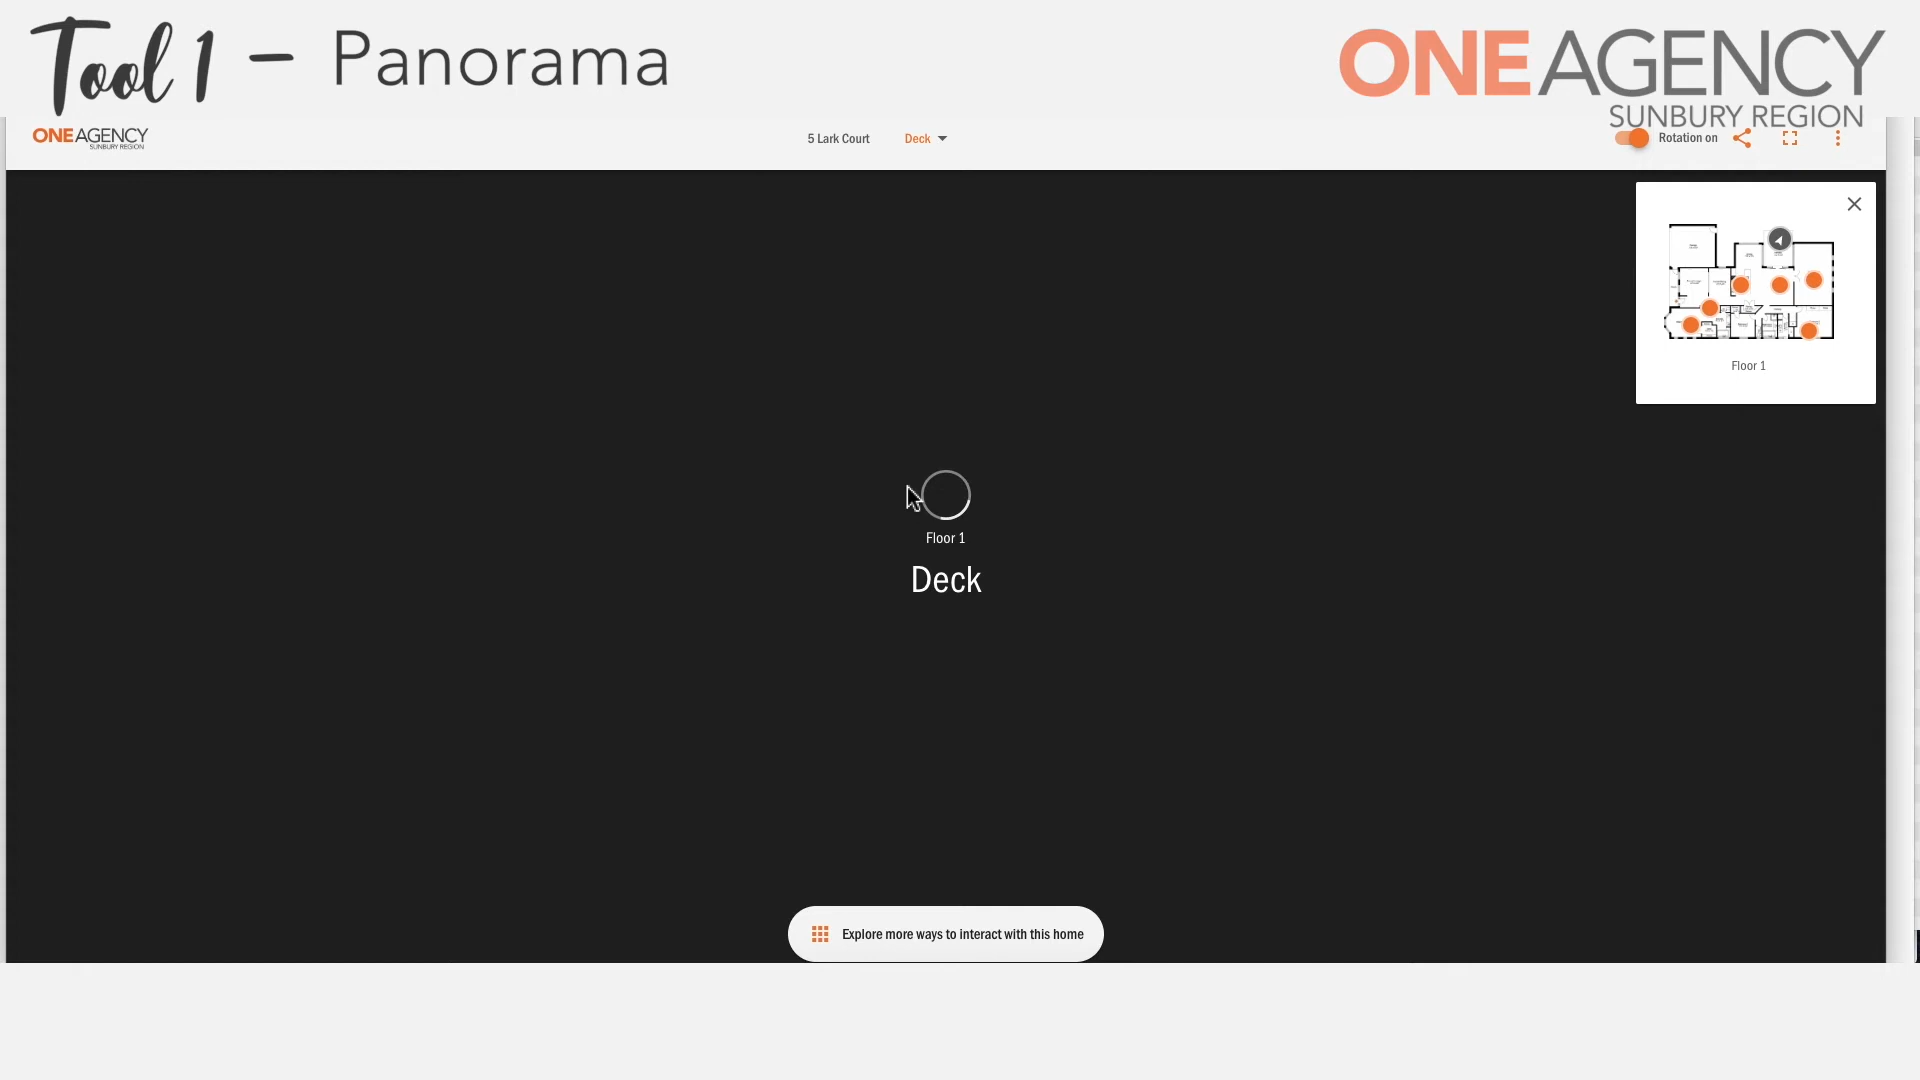 Tool 1 – Panorama
ONEAGENCY
SUNBURY REGION
ONEAGENCY
SUNBURY REGION
5 Lark Court
Deck
Rotation on
Floor 1
Floor 1
Deck
Explore more ways to interact with this home